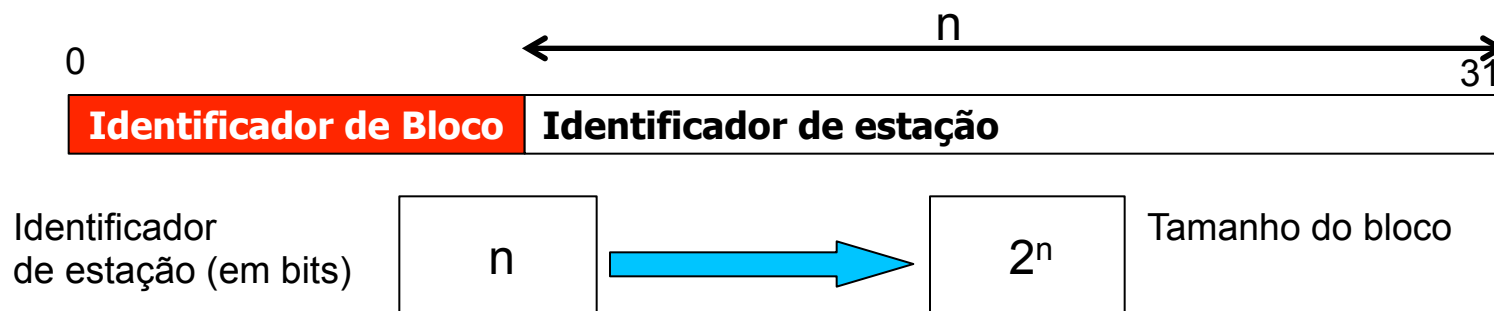 n
0
31
Identificador de Bloco
Identificador de estação
Identificador
de estação (em bits)
n
2ⁿ
Tamanho do bloco